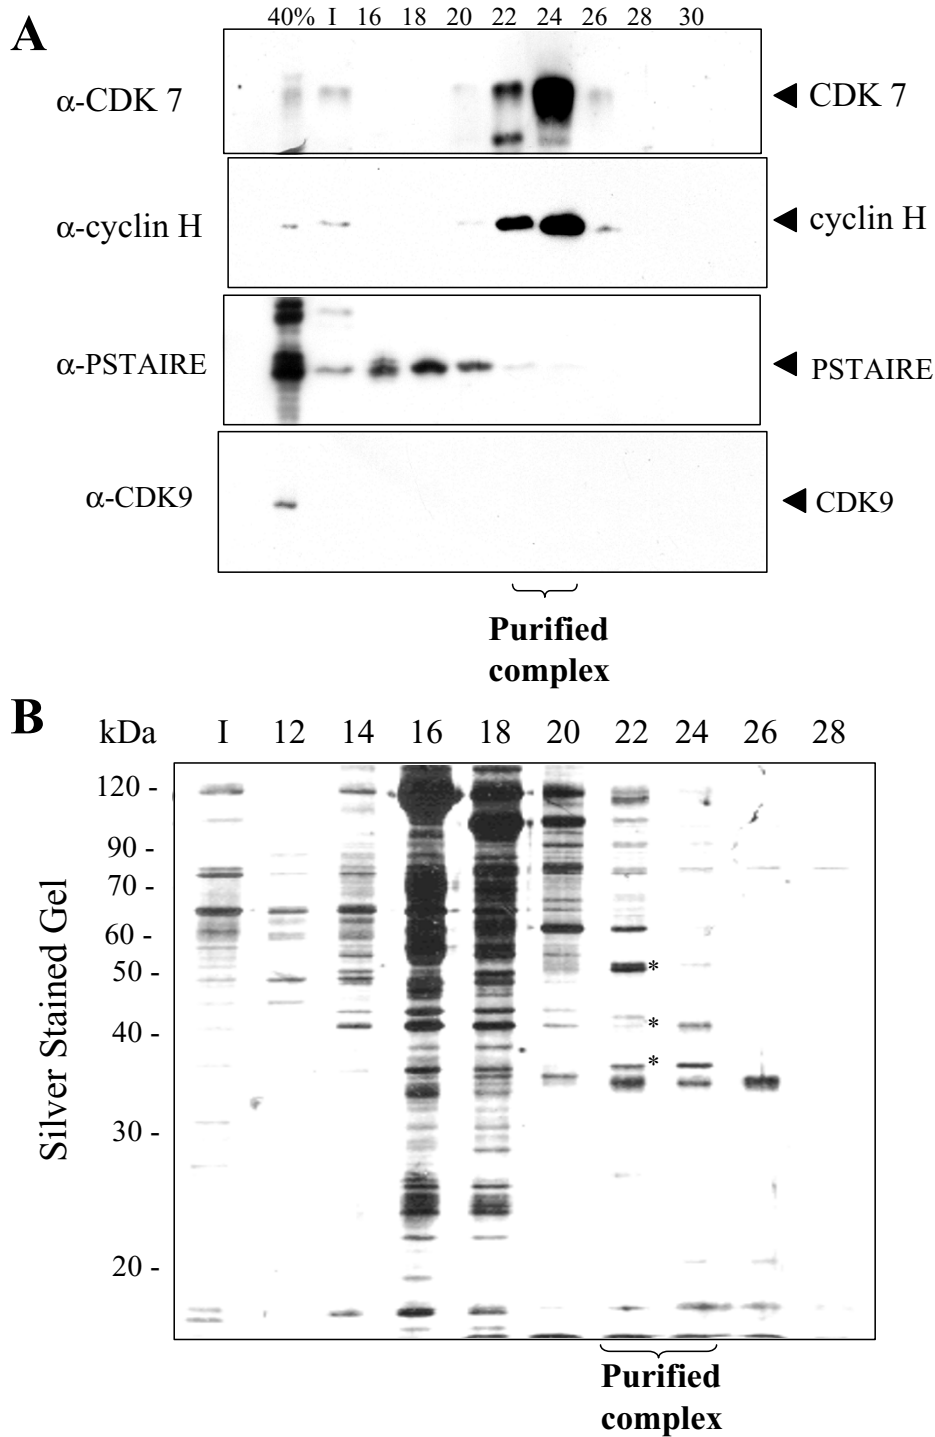 A
40% I 16 18 20 22 24 26 28 30
α-CDK 7
CDK 7
α-cyclin H
cyclin H
α-PSTAIRE
PSTAIRE
α-CDK9
CDK9
Purified
complex
B
kDa I 12 14 16 18 20 22 24 26 28
120 -
90 -
70 -
60 -
50 -
40 -
30 -
20 -
*
*
*
Silver Stained Gel
Purified
complex